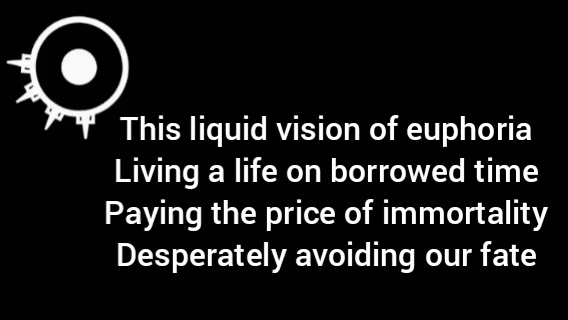 This liquid vision of euphoria
Living a life on borrowed time
Paying the price of immortality
Desperately avoiding our fate